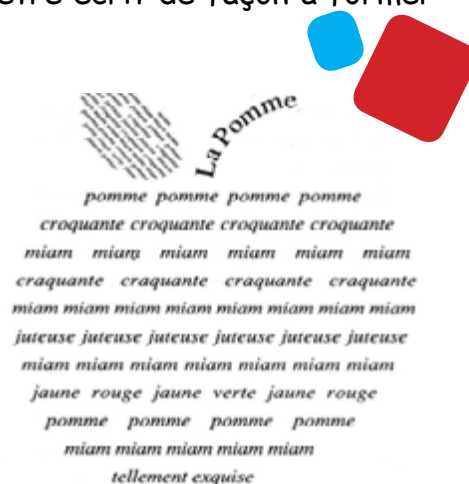 écrit de façon à former
La Pomme
pomme pomme pomme pomme
croquante croquante croquante croquante
miam miam miam miam miam miam
craquante craquante craquante craquante
miam miam miam miam miam miam miam miam
juteuse juteuse juteuse juteuse juteuse juteuse
miam miam miam miam miam miam miam
jaune rouge jaune verte jaune rouge
pomme pomme pomme pomme
miam miam miam miam miam
tellement exquise